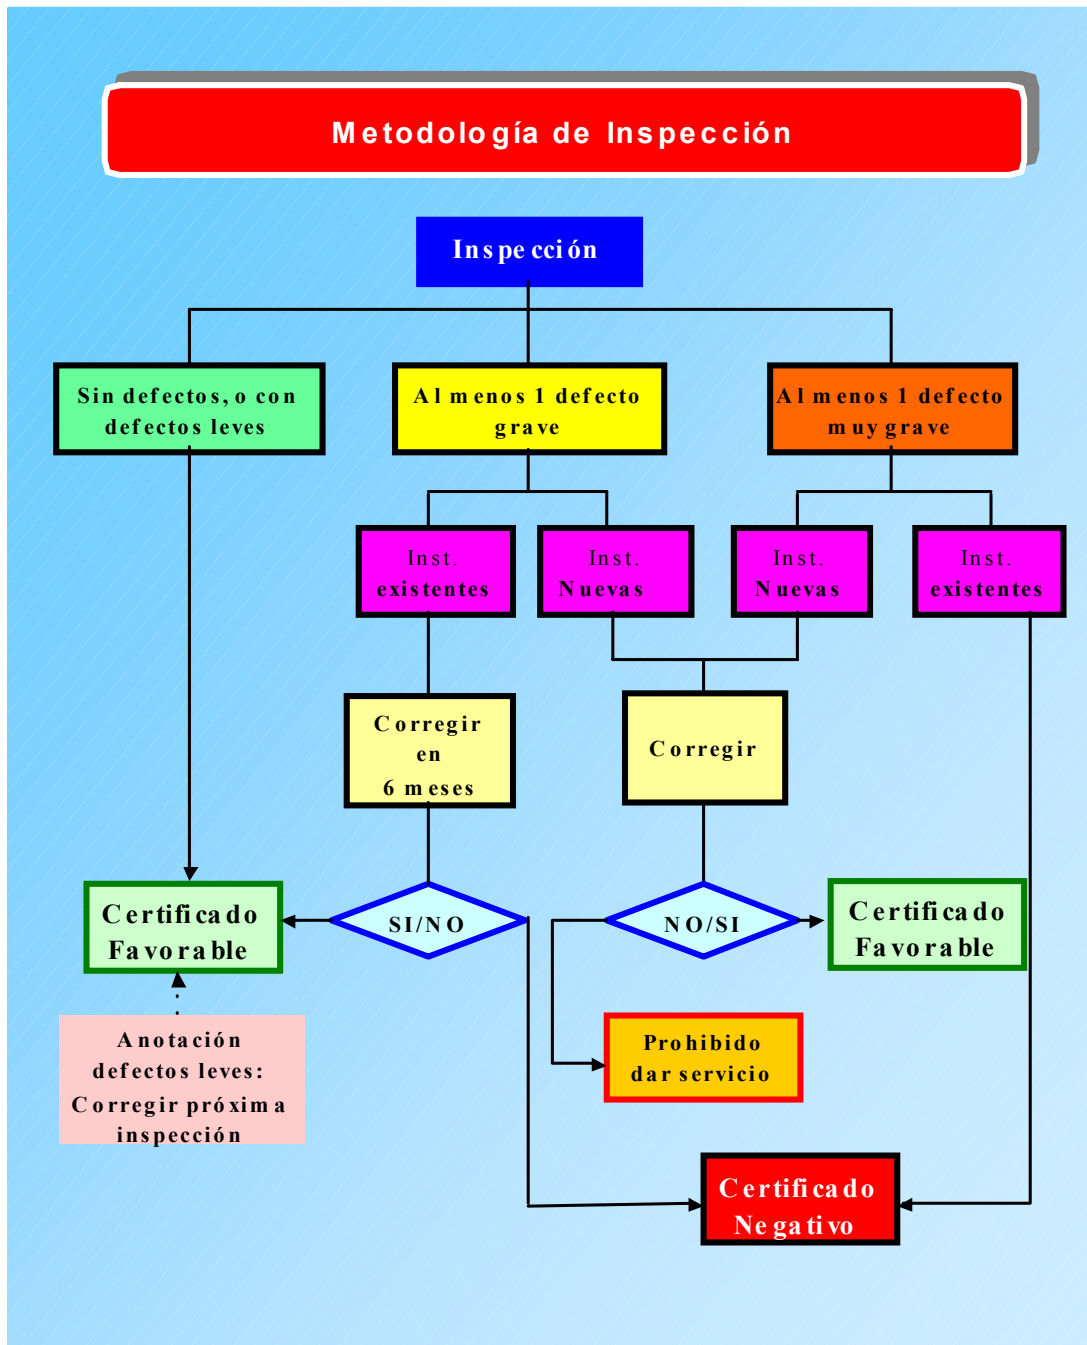 Metodología de Inspección
Inspección
Sin defectos, o con
defectos leves
Al menos 1 defecto
grave
Al menos 1 defecto
muy grave
Inst.
existentes
Inst.
Nuevas
Inst.
Nuevas
Inst.
existentes
Corregir
en
6 meses
Corregir
Certificado
Favorable
SI/NO
NO/SI
Certificado
Favorable
Anotación
defectos leves:
Corregir próxima
inspección
Prohibido
dar servicio
Certificado
Negativo